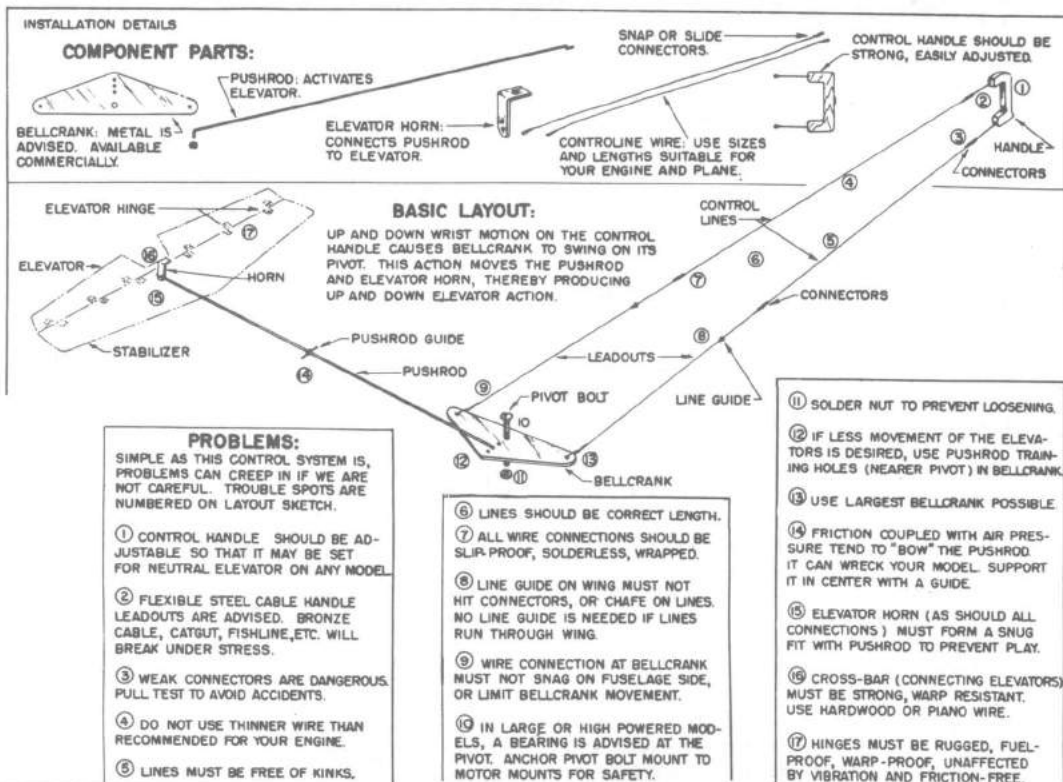 INSTALLATION DETAILS
COMPONENT PARTS:
PUSHROD: ACTIVATES
ELEVATOR.
BELLCRANK: METAL IS
ADVISED. AVAILABLE
COMMERCIALLY.
ELEVATOR HORN:
CONNECTS PUSHROD
TO ELEVATOR.
SNAP OR SLIDE
CONNECTORS.
CONTROLINE WIRE: USE SIZES
AND LENGTHS SUITABLE FOR
YOUR ENGINE AND PLANE.
CONTROL HANDLE SHOULD BE
STRONG, EASILY ADJUSTED.
①
②
③
HANDLE
CONNECTORS
④
CONTROL
LINES
⑤
⑥
⑦
CONNECTORS
⑧
LEADOUTS
LINE GUIDE
BASIC LAYOUT:
UP AND DOWN WRIST MOTION ON THE CONTROL
HANDLE CAUSES BELLCRANK TO SWING ON ITS
PIVOT. THIS ACTION MOVES THE PUSHROD
AND ELEVATOR HORN, THEREBY PRODUCING
UP AND DOWN ELEVATOR ACTION.
ELEVATOR HINGE
⑰
⑯
ELEVATOR
HORN
⑮
STABILIZER
PUSHROD GUIDE
⑭
PUSHROD
⑨
PIVOT BOLT
10
⑫
⑪
⑬
BELLCRANK
PROBLEMS:
SIMPLE AS THIS CONTROL SYSTEM IS,
PROBLEMS CAN CREEP IN IF WE ARE
NOT CAREFUL. TROUBLE SPOTS ARE
NUMBERED ON LAYOUT SKETCH.
① CONTROL HANDLE SHOULD BE AD-
JUSTABLE SO THAT IT MAY BE SET
FOR NEUTRAL ELEVATOR ON ANY MODEL
② FLEXIBLE STEEL CABLE HANDLE
LEADOUTS ARE ADVISED. BRONZE
CABLE, CATGUT, FISHLINE, ETC. WILL
BREAK UNDER STRESS.
③ WEAK CONNECTORS ARE DANGEROUS.
PULL TEST TO AVOID ACCIDENTS.
④ DO NOT USE THINNER WIRE THAN
RECOMMENDED FOR YOUR ENGINE.
⑤ LINES MUST BE FREE OF KINKS.
⑥ LINES SHOULD BE CORRECT LENGTH.
⑦ ALL WIRE CONNECTIONS SHOULD BE
SLIP-PROOF, SOLDERLESS, WRAPPED.
⑧ LINE GUIDE ON WING MUST NOT
HIT CONNECTORS, OR CHAFE ON LINES.
NO LINE GUIDE IS NEEDED IF LINES
RUN THROUGH WING.
⑨ WIRE CONNECTION AT BELLCRANK
MUST NOT SNAG ON FUSELAGE SIDE,
OR LIMIT BELLCRANK MOVEMENT.
⑩ IN LARGE OR HIGH POWERED MOD-
ELS, A BEARING IS ADVISED AT THE
PIVOT. ANCHOR PIVOT BOLT MOUNT TO
MOTOR MOUNTS FOR SAFETY.
⑪ SOLDER NUT TO PREVENT LOOSENING.
⑫ IF LESS MOVEMENT OF THE ELEVA-
TORS IS DESIRED, USE PUSHROD TRAIN-
ING HOLES (NEARER PIVOT) IN BELLCRANK.
⑬ USE LARGEST BELLCRANK POSSIBLE
⑭ FRICTION COUPLED WITH AIR PRES-
SURE TEND TO "BOW" THE PUSHROD.
IT CAN WRECK YOUR MODEL. SUPPORT
IT IN CENTER WITH A GUIDE
⑮ ELEVATOR HORN (AS SHOULD ALL
CONNECTIONS) MUST FORM A SNUG
FIT WITH PUSHROD TO PREVENT PLAY.
⑯ CROSS-BAR (CONNECTING ELEVATORS)
MUST BE STRONG, WARP RESISTANT.
USE HARDWOOD OR PIANO WIRE.
⑰ HINGES MUST BE RUGGED, FUEL-
PROOF, WARP-PROOF, UNAFFECTED
BY VIBRATION AND FRICTION-FREE